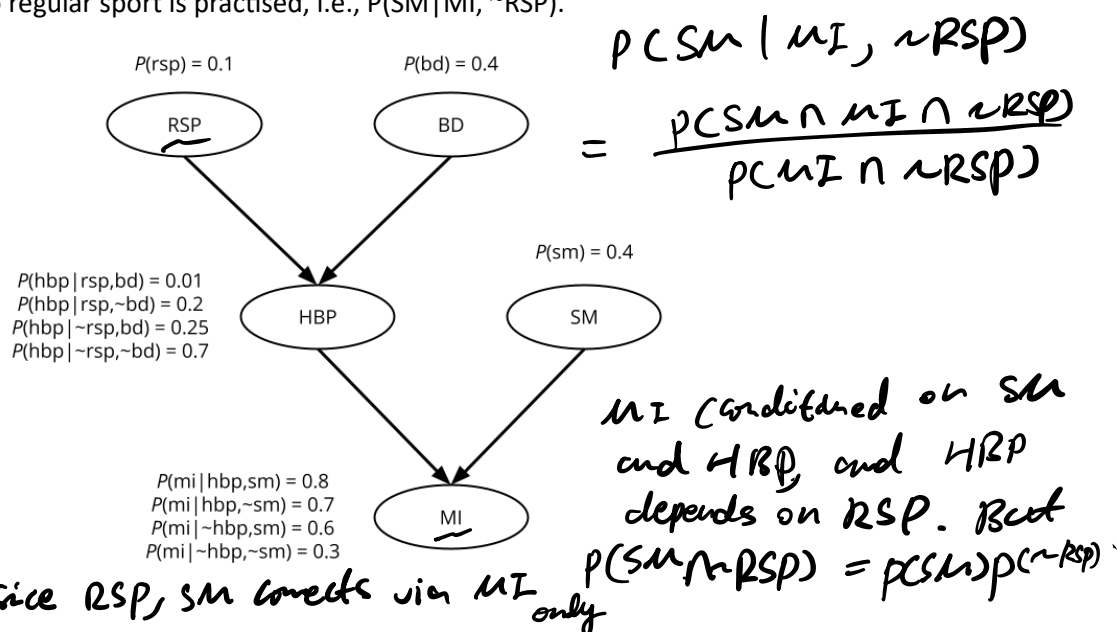 regular sport is practised, i.e., P(SM|MI, ~RSP).
P(SM | MI, ~RSP)
= P(SM ∩ MI ∩ ~RSP)
P(MI ∩ ~RSP)
P(rsp) = 0.1
P(bd) = 0.4
RSP
BD
P(sm) = 0.4
P(hbp|rsp,bd) = 0.01
P(hbp|rsp,~bd) = 0.2
P(hbp|~rsp,bd) = 0.25
P(hbp|~rsp,~bd) = 0.7
HBP
SM
MI conditioned on SM
and HBP, and HBP
depends on RSP. But
P(SM∩~RSP) = P(SM)P(~RSP)
P(mi|hbp,sm) = 0.8
P(mi|hbp,~sm) = 0.7
P(mi|~hbp,sm) = 0.6
P(mi|~hbp,~sm) = 0.3
MI
RSP, SM connects via MI only